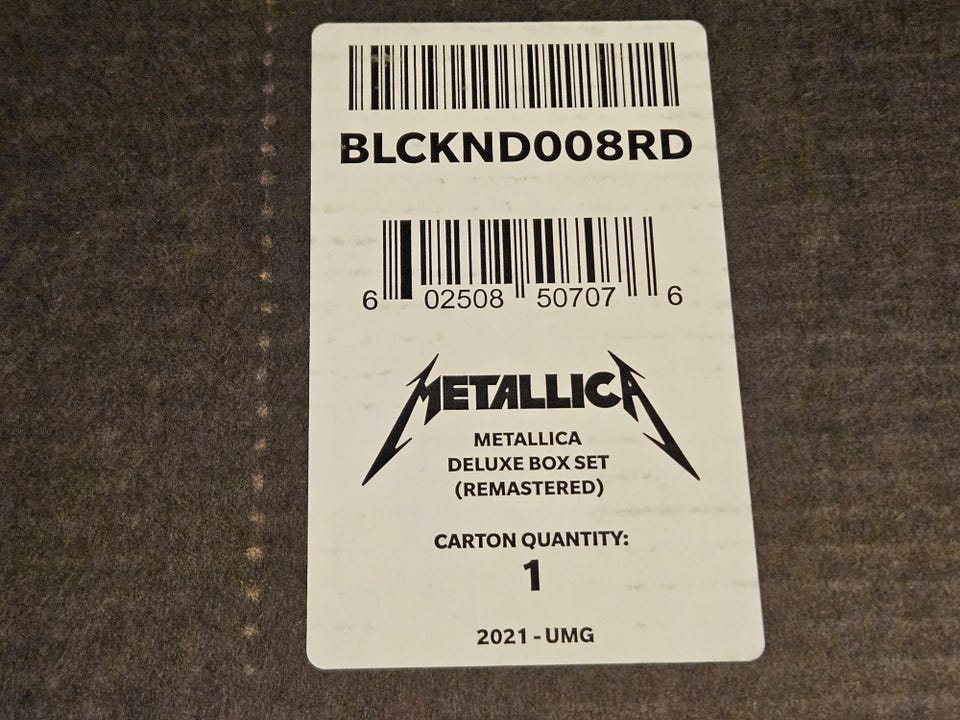 BLCKND008RD
6 02508 50707 6
METALLICA
METALLICA
DELUXE BOX SET
(REMASTERED)
CARTON QUANTITY:
1
2021 - UMG